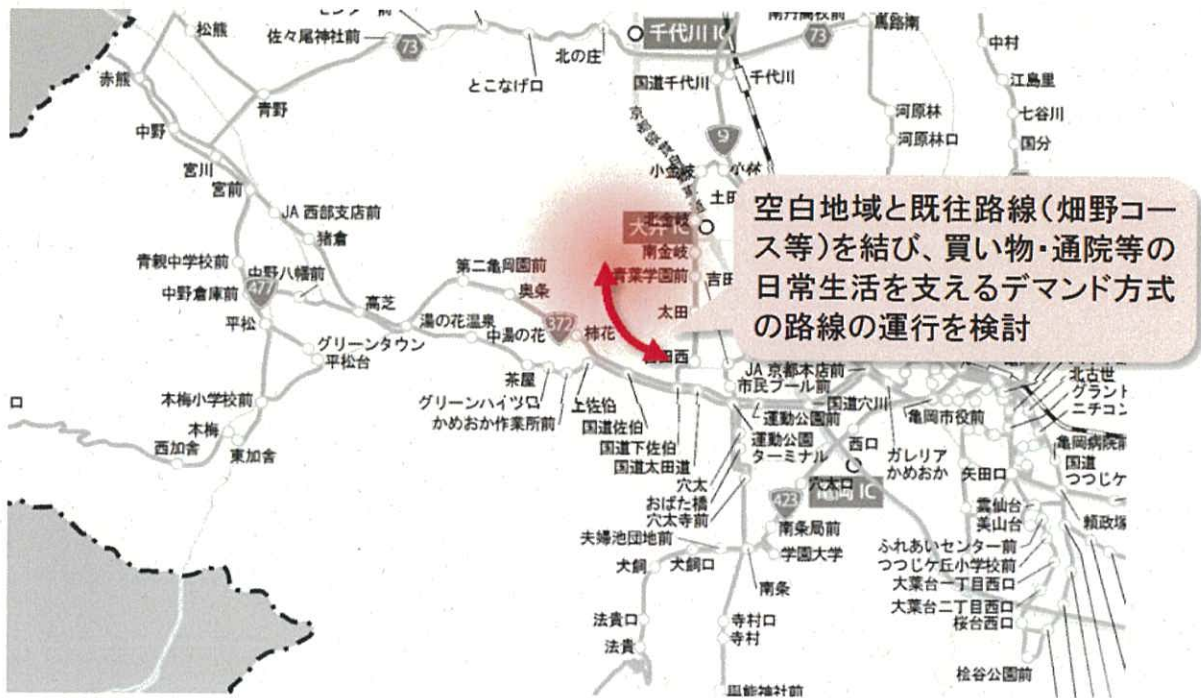 松熊
佐々尾神社前
73
とこなげ口
北の庄
千代川 IC
73
馬路南
中村
赤熊
青野
国道千代川
千代川
江島里
河原林
七谷川
中野
9
河原林口
国分
宮川
宮前
小金岐
小林
JA 西部支店前
北金岐
大井 IC
猪倉
南金岐
空白地域と既往路線（畑野コー
ス等）を結び、買い物・通院等の
日常生活を支えるデマンド方式
の路線の運行を検討
青親中学校前
中野八幡前
第二亀岡園前
青葉学園前
中野倉庫前
477
奥条
高芝
太田
平松
湯の花温泉
372
柿花
中湯の花
グリーンタウン
平松台
JA 京都本店前
茶屋
市民プール前
北古世
グリーンハイツ口
上佐伯
国道穴川
亀岡市役前
ニチコン
かめおか作業所前
運動公園前
口
本梅小学校前
国道佐伯
運動公園
ターミナル
西口
ガレリア
かめおか
本梅
国道下佐伯
西加舎
東加舎
国道太田道
矢田口
国道
つつじケ
穴太
穴太口
おばた橋
423
亀岡 IC
穴太寺前
雲仙台
美山台
頼政塚
夫婦池団地前
南条局前
学園大学
ふれあいセンター前
つつじケ丘小学校前
犬飼
犬飼口
大葉台一丁目西口
南条
大葉台二丁目西口
法貴口
寺村口
桜台西口
寺村
法貴
桧谷公園前